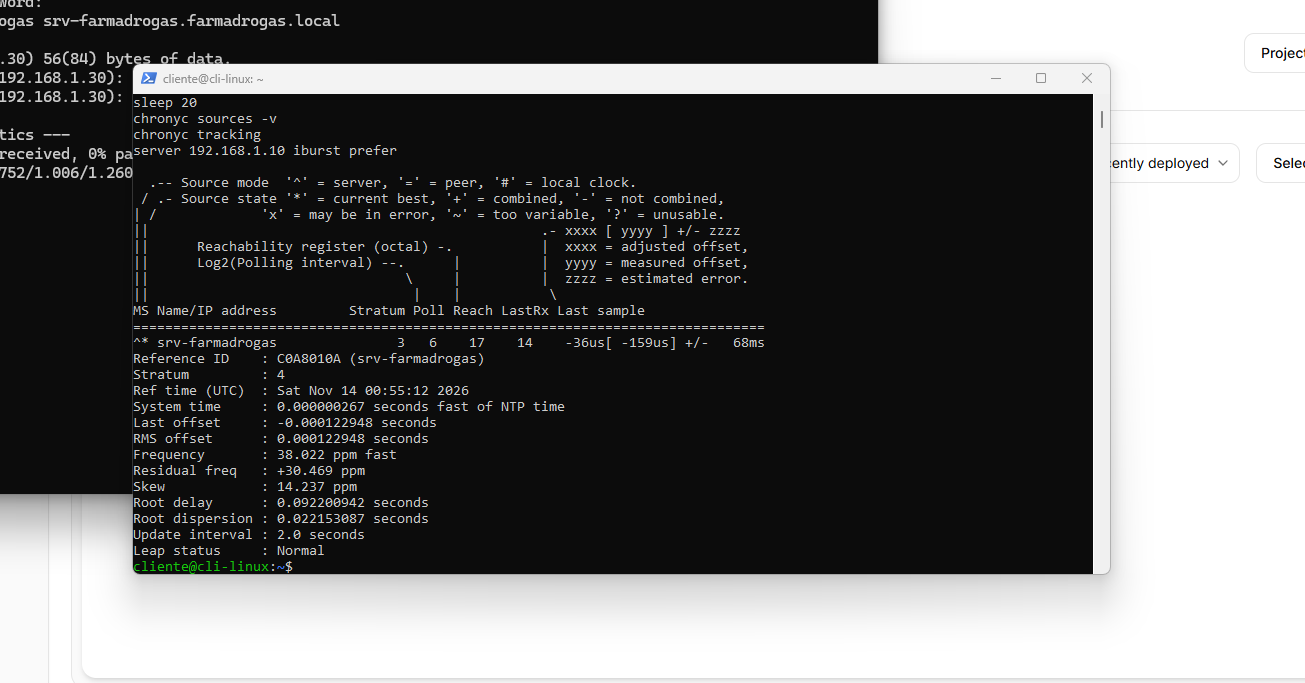 word:
ogas srv-farmadrogas.farmadrogas.local
.30) 56(84) bytes of data.
192.168.1.30):
192.168.1.30):
tics ---
received, 0% pa
752/1.006/1.260
Project
cently deployed
Selec
cliente@cli-linux: ~
sleep 20
chronyc sources -v
chronyc tracking
server 192.168.1.10 iburst prefer
  .-- Source mode  '^' = server, '=' = peer, '#' = local clock.
 / .- Source state '*' = current best, '+' = combined, '-' = not combined,
| /             'x' = may be in error, '~' = too variable, '?' = unusable.
||                                                 .- xxxx [ yyyy ] +/- zzzz
||      Reachability register (octal) -.           |  xxxx = adjusted offset,
||      Log2(Polling interval) --.      |          |  yyyy = measured offset,
||                                \     |          |  zzzz = estimated error.
||                                 |    |           \
MS Name/IP address         Stratum Poll Reach LastRx Last sample
===============================================================================
^* srv-farmadrogas               3   6    17    14    -36us[ -159us] +/-   68ms
Reference ID    : C0A8010A (srv-farmadrogas)
Stratum         : 4
Ref time (UTC)  : Sat Nov 14 00:55:12 2026
System time     : 0.000000267 seconds fast of NTP time
Last offset     : -0.000122948 seconds
RMS offset      : 0.000122948 seconds
Frequency       : 38.022 ppm fast
Residual freq   : +30.469 ppm
Skew            : 14.237 ppm
Root delay      : 0.092200942 seconds
Root dispersion : 0.022153087 seconds
Update interval : 2.0 seconds
Leap status     : Normal
cliente@cli-linux:~$